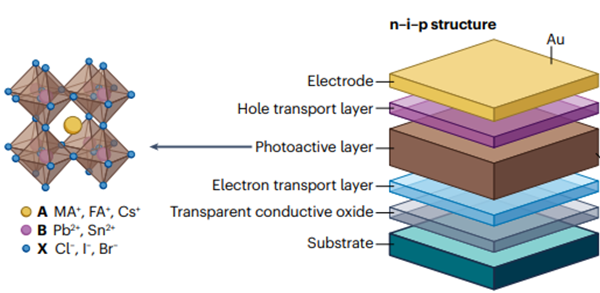 n–i–p structure
Au
Electrode
Hole transport layer
Photoactive layer
Electron transport layer
Transparent conductive oxide
Substrate
A MA⁺, FA⁺, Cs⁺
B Pb²⁺, Sn²⁺
X Cl⁻, I⁻, Br⁻